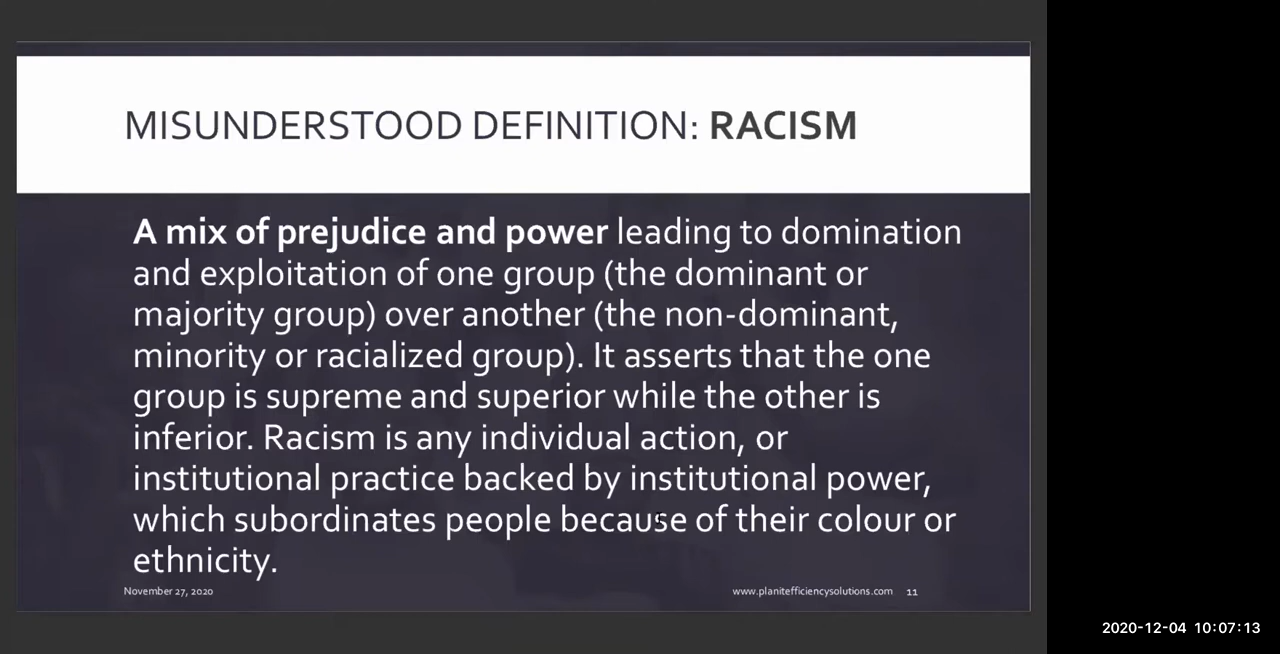 MISUNDERSTOOD DEFINITION: RACISM
A mix of prejudice and power leading to domination
and exploitation of one group (the dominant or
majority group) over another (the non-dominant,
minority or racialized group). It asserts that the one
group is supreme and superior while the other is
inferior. Racism is any individual action, or
institutional practice backed by institutional power,
which subordinates people because of their colour or
ethnicity.
November 27, 2020
www.planitefficiencysolutions.com 11
2020-12-04 10:07:13